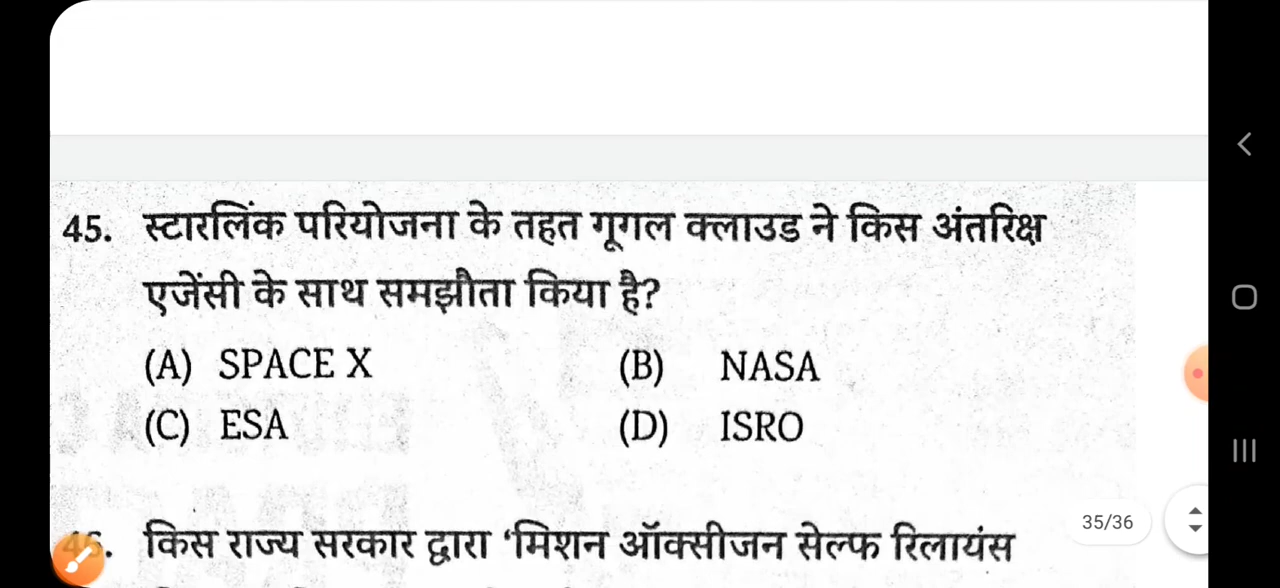 45. स्टारलिंक परियोजना के तहत गूगल क्लाउड ने किस अंतरिक्ष
एजेंसी के साथ समझौता किया है?
(A) SPACE X (B) NASA
(C) ESA (D) ISRO
35/36
46. किस राज्य सरकार द्वारा ‘मिशन ऑक्सीजन सेल्फ रिलायंस